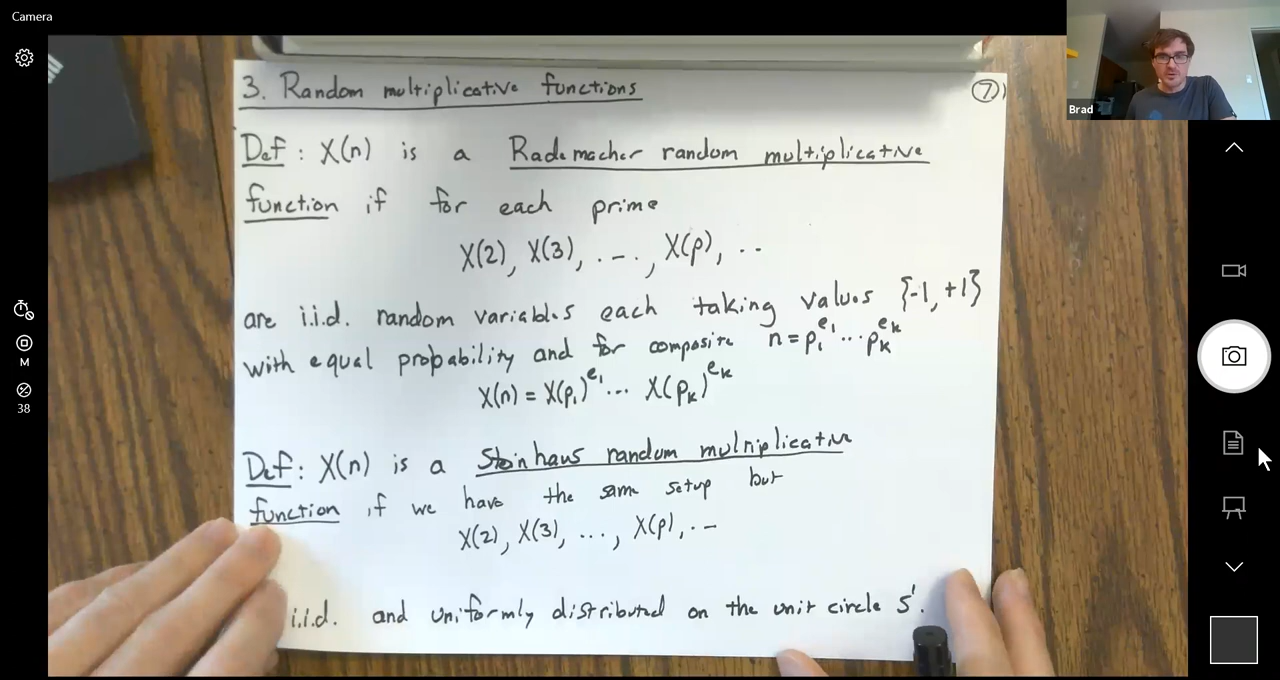 Camera
Brad
3. Random multiplicative functions
⑦
Def: X(n) is a Rademacher random multiplicative
function if for each prime
X(2), X(3), ..., X(p), ..
are i.i.d. random variables each taking values {-1, +1}
with equal probability and for composite n = p₁^e₁ ... pₖ^eₖ
X(n) = X(p₁)^e₁ ... X(pₖ)^eₖ
Def: X(n) is a Steinhaus random multiplicative
function if we have the same setup but
X(2), X(3), ..., X(p), ..
i.i.d. and uniformly distributed on the unit circle S¹.
M
38